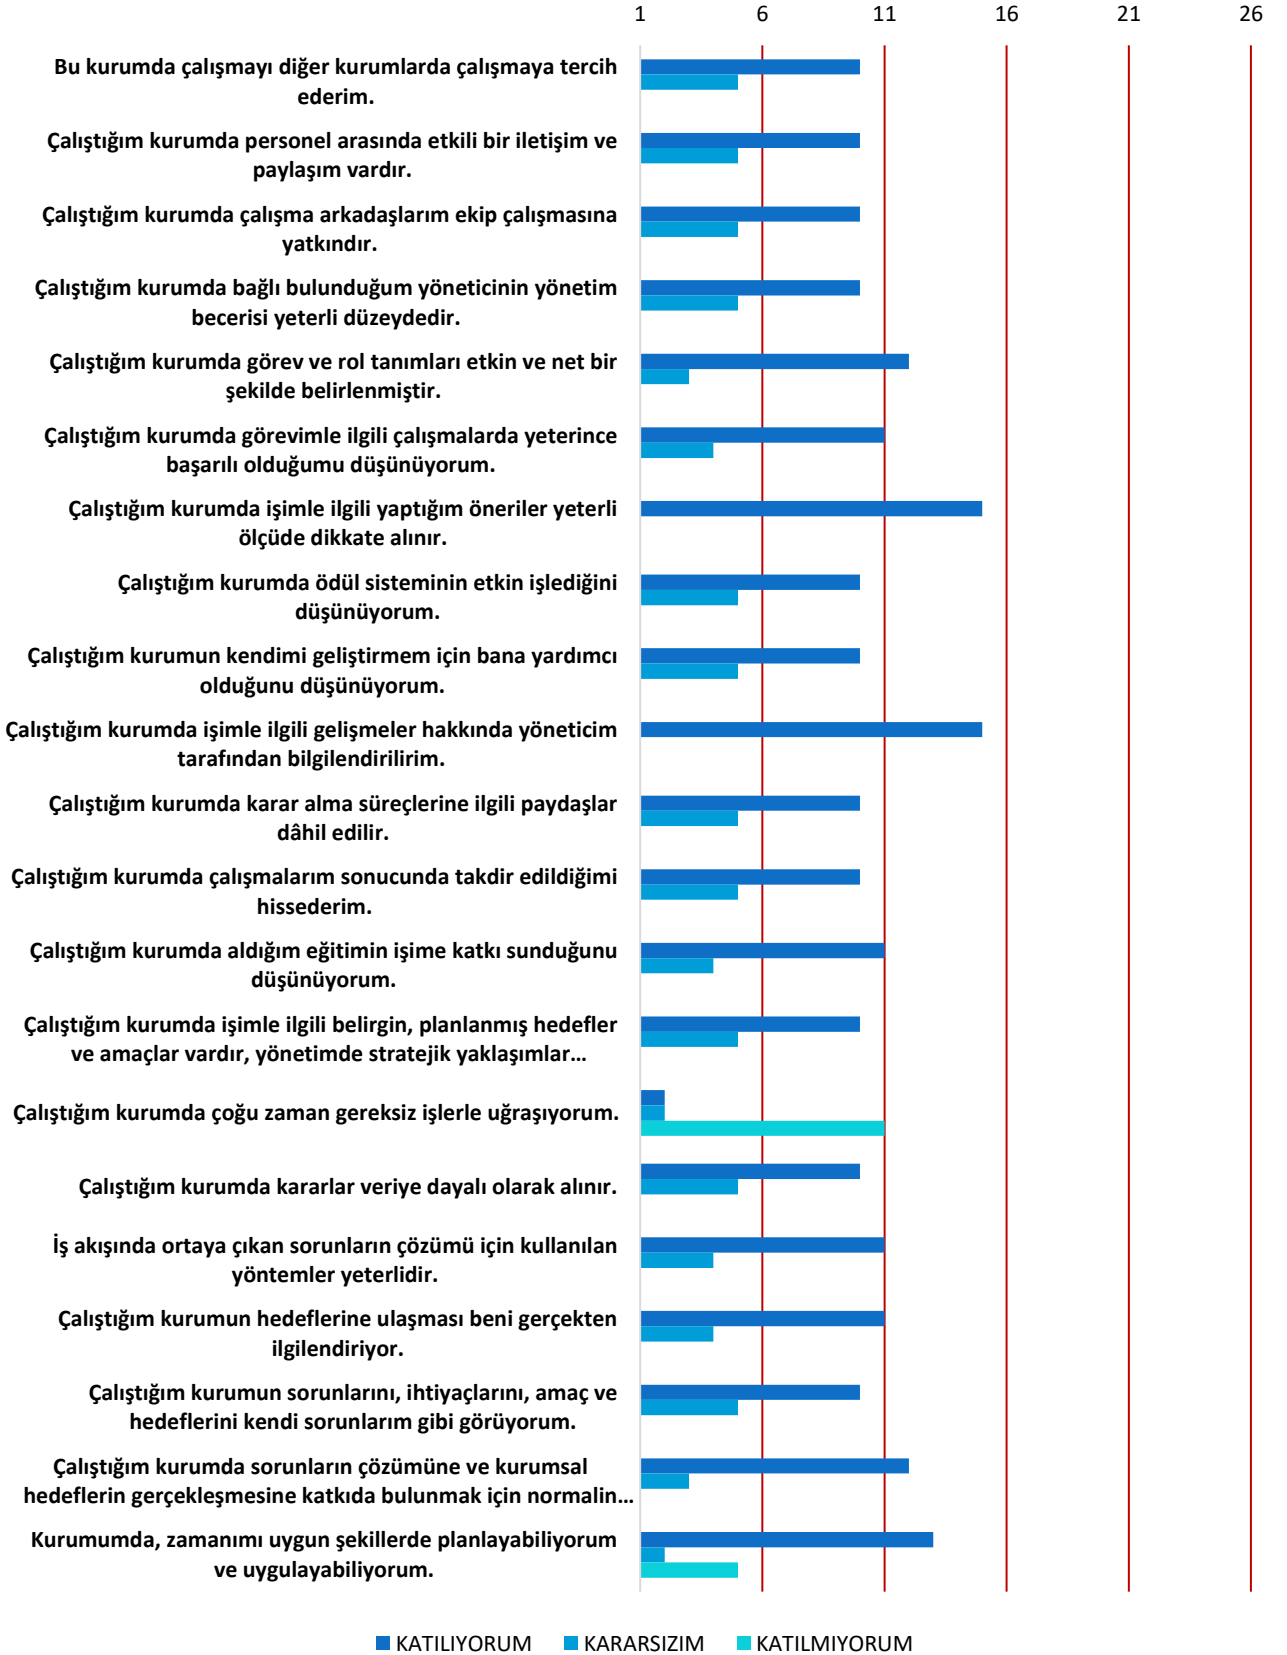 1 6 11 16 21 26
Bu kurumda çalışmayı diğer kurumlarda çalışmaya tercih
ederim.
Çalıştığım kurumda personel arasında etkili bir iletişim ve
paylaşım vardır.
Çalıştığım kurumda çalışma arkadaşlarım ekip çalışmasına
yatkındır.
Çalıştığım kurumda bağlı bulunduğum yöneticinin yönetim
becerisi yeterli düzeydedir.
Çalıştığım kurumda görev ve rol tanımları etkin ve net bir
şekilde belirlenmiştir.
Çalıştığım kurumda görevimle ilgili çalışmalarda yeterince
başarılı olduğumu düşünüyorum.
Çalıştığım kurumda işimle ilgili yaptığım öneriler yeterli
ölçüde dikkate alınır.
Çalıştığım kurumda ödül sisteminin etkin işlediğini
düşünüyorum.
Çalıştığım kurumun kendimi geliştirmem için bana yardımcı
olduğunu düşünüyorum.
Çalıştığım kurumda işimle ilgili gelişmeler hakkında yöneticim
tarafından bilgilendirilirim.
Çalıştığım kurumda karar alma süreçlerine ilgili paydaşlar
dâhil edilir.
Çalıştığım kurumda çalışmalarım sonucunda takdir edildiğimi
hissederim.
Çalıştığım kurumda aldığım eğitimin işime katkı sunduğunu
düşünüyorum.
Çalıştığım kurumda işimle ilgili belirgin, planlanmış hedefler
ve amaçlar vardır, yönetimde stratejik yaklaşımlar...
Çalıştığım kurumda çoğu zaman gereksiz işlerle uğraşıyorum.
Çalıştığım kurumda kararlar veriye dayalı olarak alınır.
İş akışında ortaya çıkan sorunların çözümü için kullanılan
yöntemler yeterlidir.
Çalıştığım kurumun hedeflerine ulaşması beni gerçekten
ilgilendiriyor.
Çalıştığım kurumun sorunlarını, ihtiyaçlarını, amaç ve
hedeflerini kendi sorunlarım gibi görüyorum.
Çalıştığım kurumda sorunların çözümüne ve kurumsal
hedeflerin gerçekleşmesine katkıda bulunmak için normalin...
Kurumumda, zamanımı uygun şekillerde planlayabiliyorum
ve uygulayabiliyorum.
KATILIYORUM KARARSIZIM KATILMIYORUM